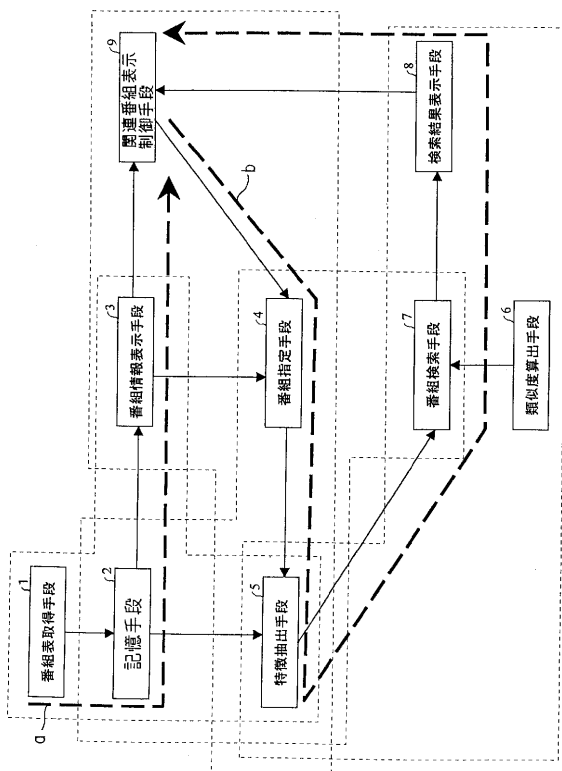 1
番組表取得手段
2
記憶手段
3
番組情報表示手段
9
関連番組表示
制御手段
4
番組指定手段
5
特徴抽出手段
7
番組検索手段
8
検索結果表示手段
6
類似度算出手段
a
b